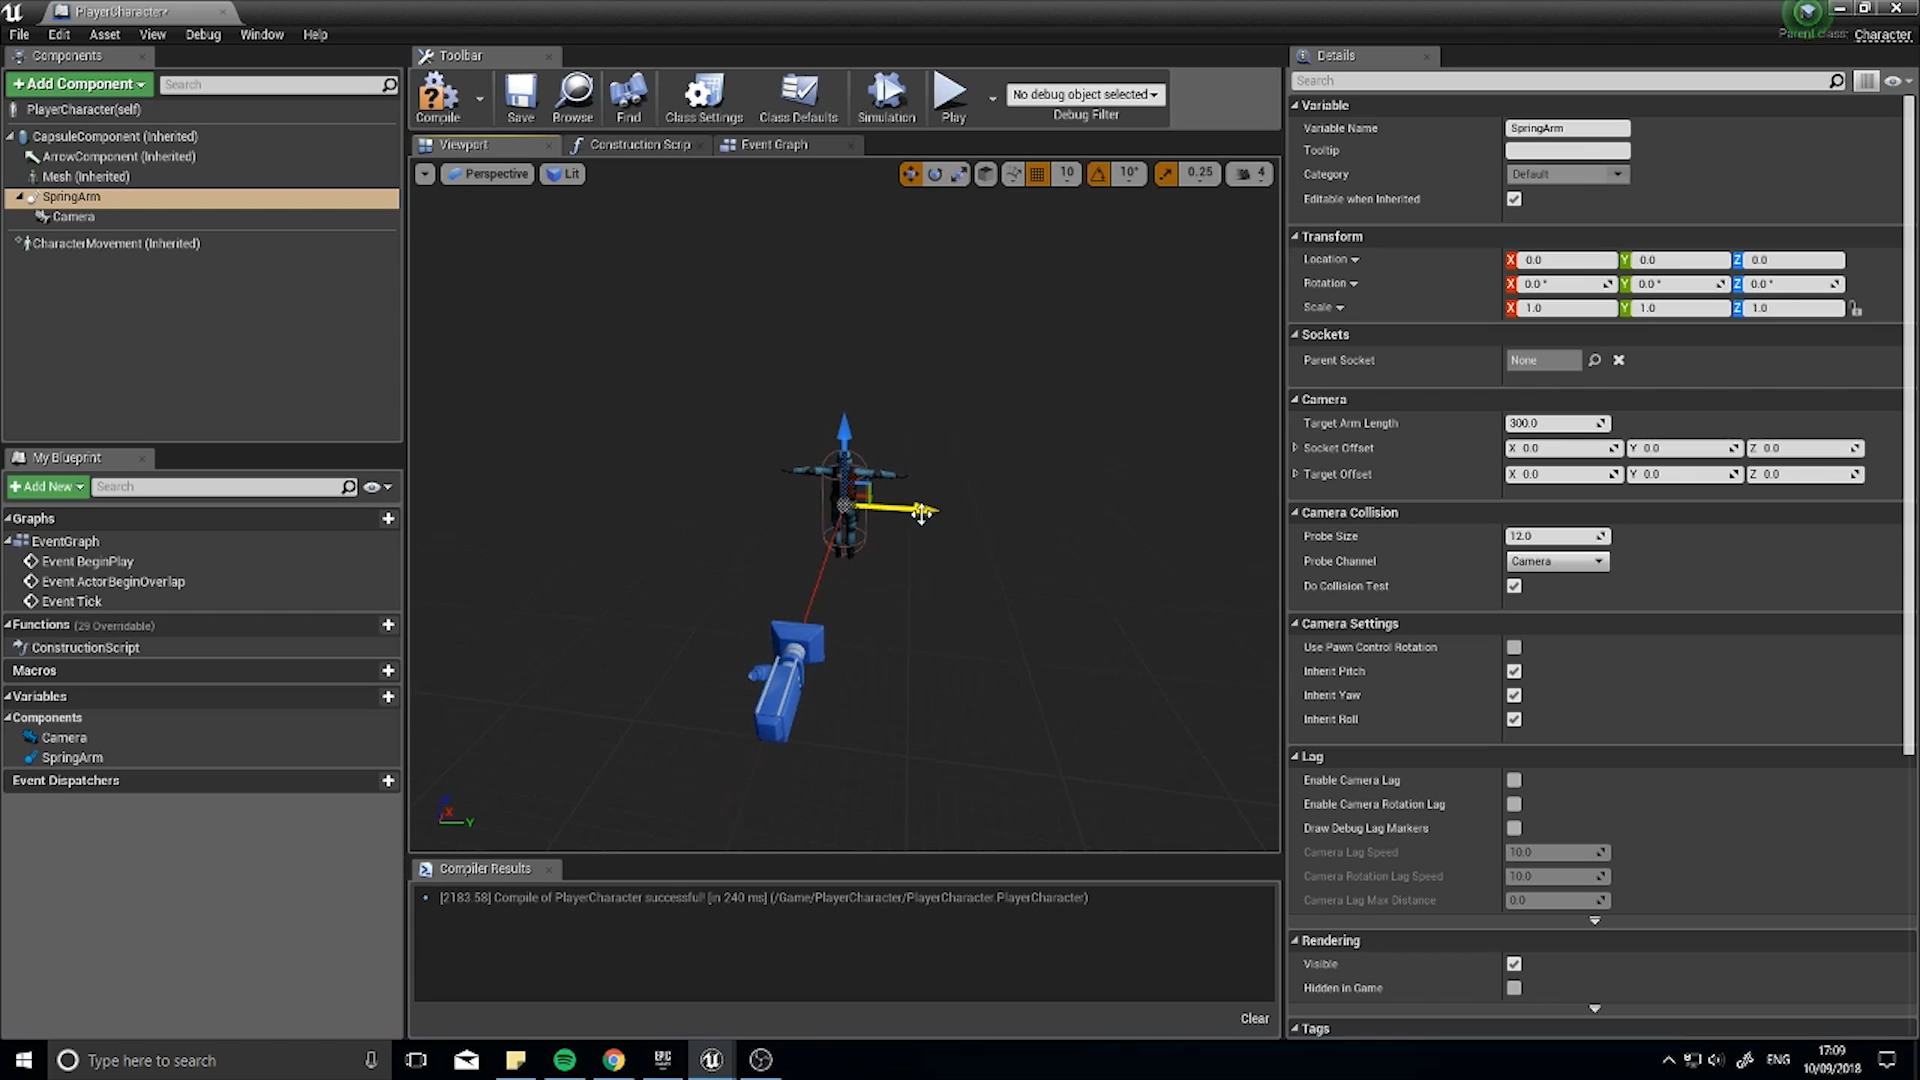 PlayerCharacter*
File Edit Asset View Debug Window Help
Parent class: Character
Components
+Add Component
Search
PlayerCharacter(self)
CapsuleComponent (Inherited)
ArrowComponent (Inherited)
Mesh (Inherited)
SpringArm
Camera
CharacterMovement (Inherited)
My Blueprint
+Add New
Search
Graphs
EventGraph
Event BeginPlay
Event ActorBeginOverlap
Event Tick
Functions (29 Overridable)
ConstructionScript
Macros
Variables
Components
Camera
SpringArm
Event Dispatchers
Toolbar
Compile
Save
Browse
Find
Class Settings
Class Defaults
Simulation
Play
No debug object selected
Debug Filter
Viewport
Construction Scrip
Event Graph
Perspective
Lit
10
10°
0.25
4
X
Y
Compiler Results
[2183.58] Compile of PlayerCharacter successful! [in 240 ms] (/Game/PlayerCharacter/PlayerCharacter.PlayerCharacter)
Clear
Details
Search
Variable
Variable Name SpringArm
Tooltip
Category Default
Editable when Inherited
Transform
Location X 0.0 Y 0.0 Z 0.0
Rotation X 0.0° Y 0.0° Z 0.0°
Scale X 1.0 Y 1.0 Z 1.0
Sockets
Parent Socket None
Camera
Target Arm Length 300.0
Socket Offset X 0.0 Y 0.0 Z 0.0
Target Offset X 0.0 Y 0.0 Z 0.0
Camera Collision
Probe Size 12.0
Probe Channel Camera
Do Collision Test
Camera Settings
Use Pawn Control Rotation
Inherit Pitch
Inherit Yaw
Inherit Roll
Lag
Enable Camera Lag
Enable Camera Rotation Lag
Draw Debug Lag Markers
Camera Lag Speed 10.0
Camera Rotation Lag Speed 10.0
Camera Lag Max Distance 0.0
Rendering
Visible
Hidden in Game
Tags
Type here to search
EPIC
ENG
17:09
10/09/2018